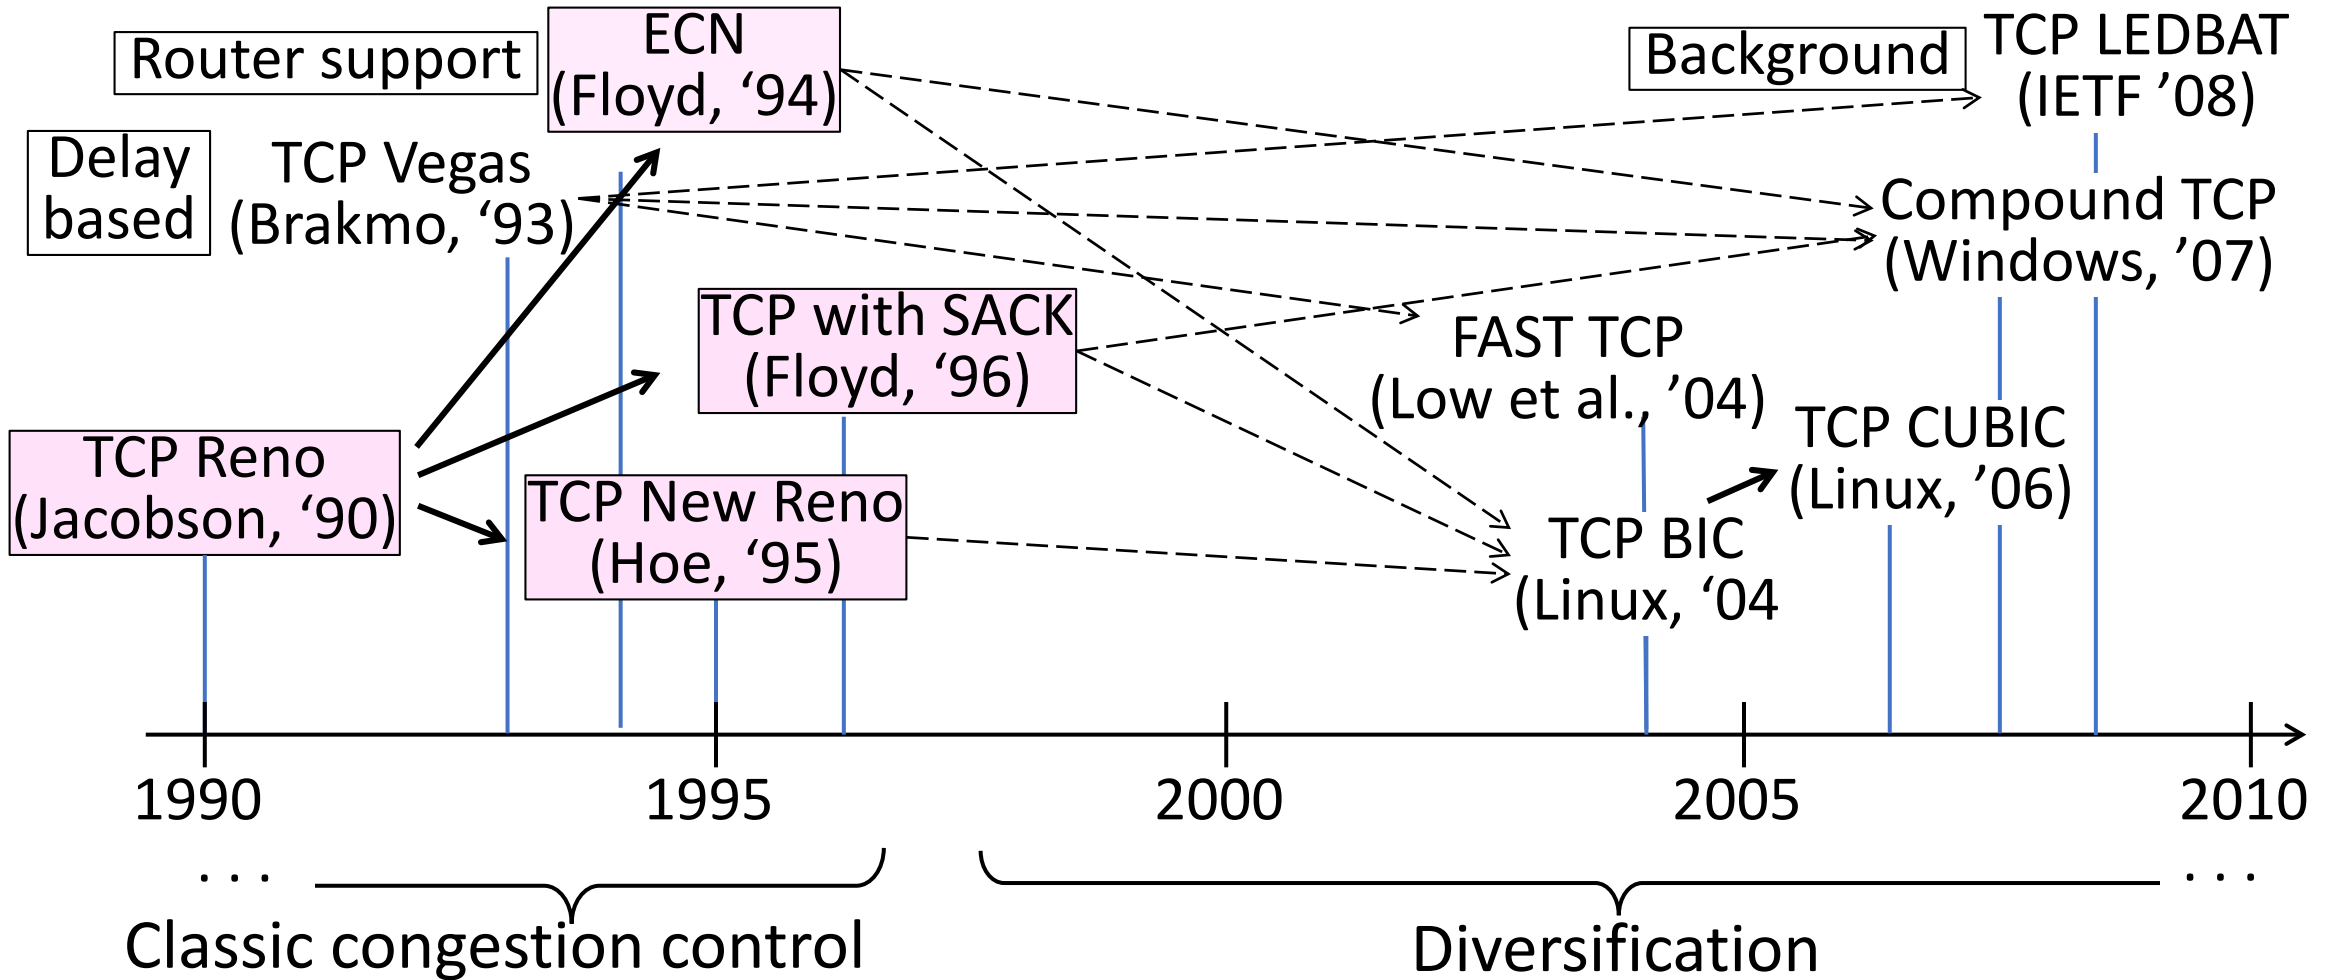 Router support
ECN
(Floyd, ‘94)
Background
TCP LEDBAT
(IETF ’08)
Delay
based
TCP Vegas
(Brakmo, ‘93)
Compound TCP
(Windows, ’07)
TCP with SACK
(Floyd, ‘96)
FAST TCP
(Low et al., ’04)
TCP Reno
(Jacobson, ‘90)
TCP New Reno
(Hoe, ‘95)
TCP CUBIC
(Linux, ’06)
TCP BIC
(Linux, ‘04
1990
1995
2000
2005
2010
. . .
. . .
Classic congestion control
Diversification